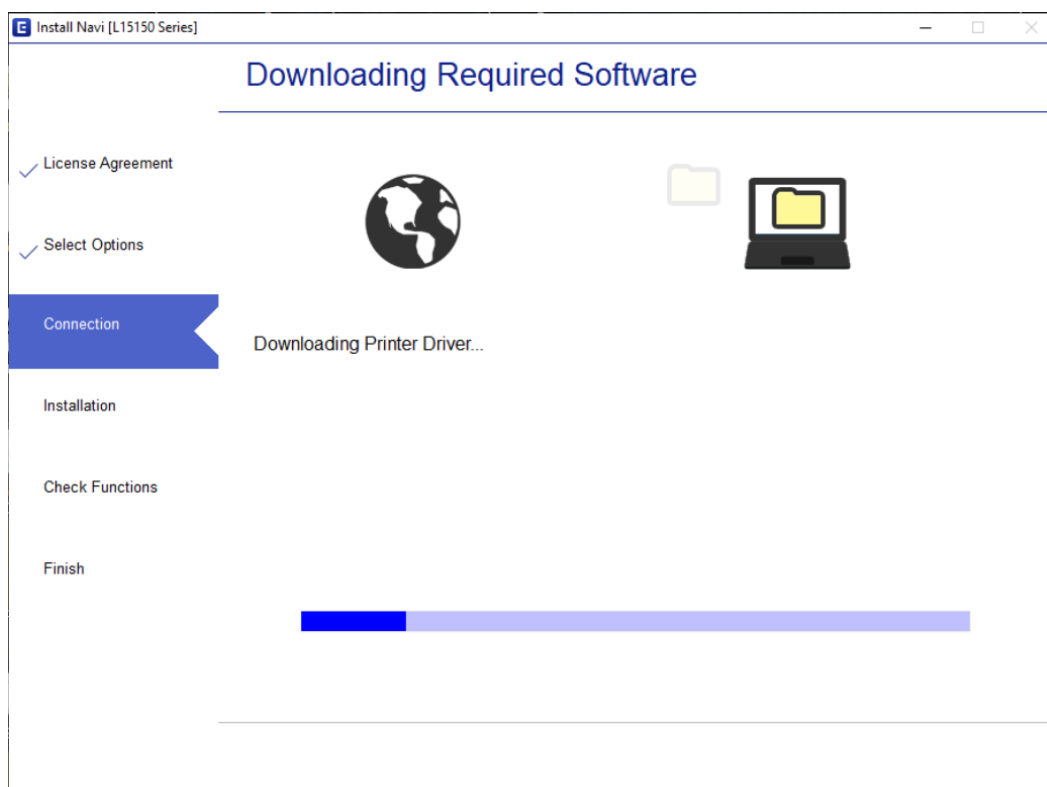 Install Navi [L15150 Series]
Downloading Required Software
License Agreement
Select Options
Connection
Downloading Printer Driver...
Installation
Check Functions
Finish